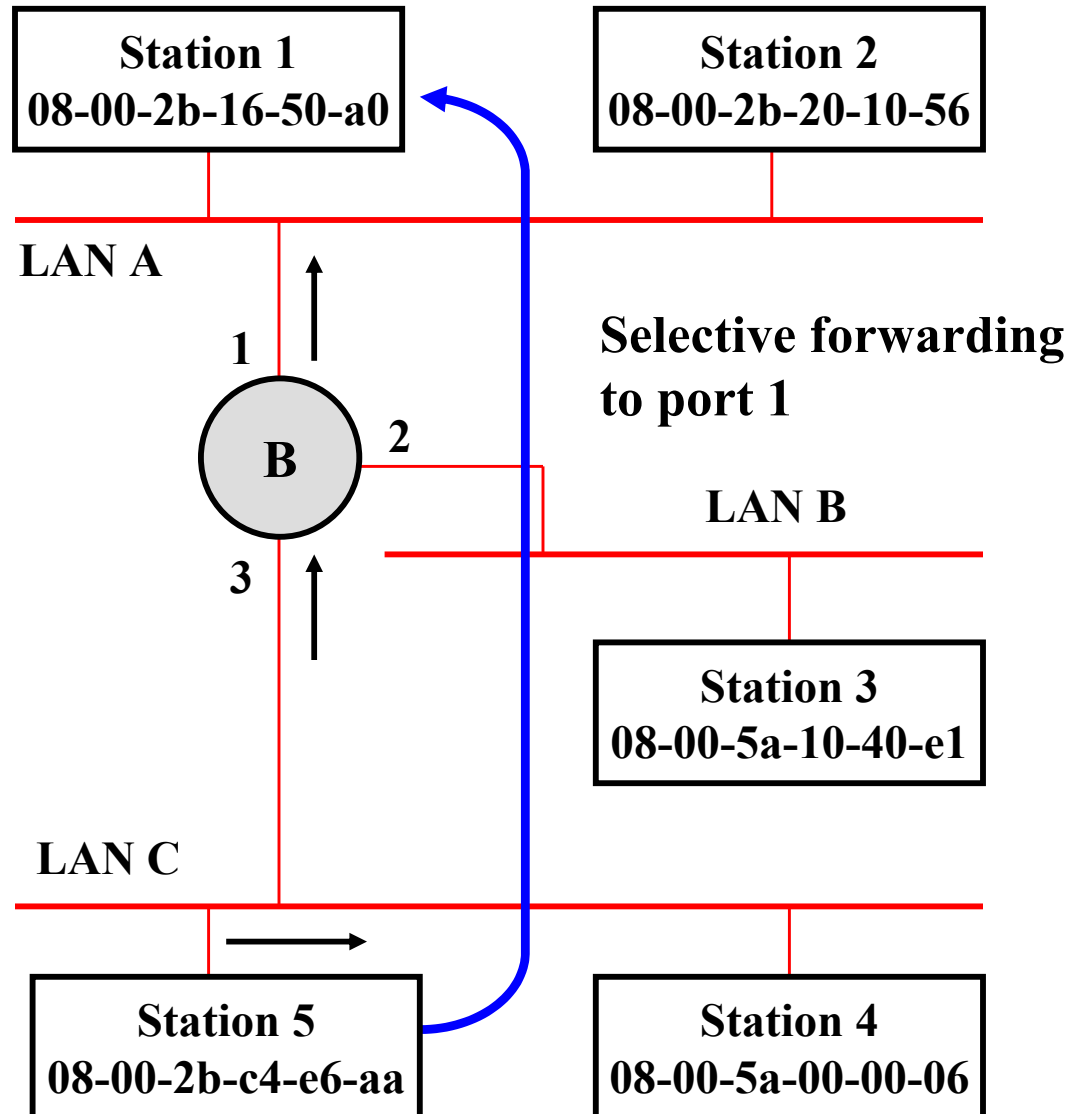 Station 1
08-00-2b-16-50-a0
Station 2
08-00-2b-20-10-56
LAN A
1
Selective forwarding
to port 1
B
2
LAN B
3
Station 3
08-00-5a-10-40-e1
LAN C
Station 5
08-00-2b-c4-e6-aa
Station 4
08-00-5a-00-00-06